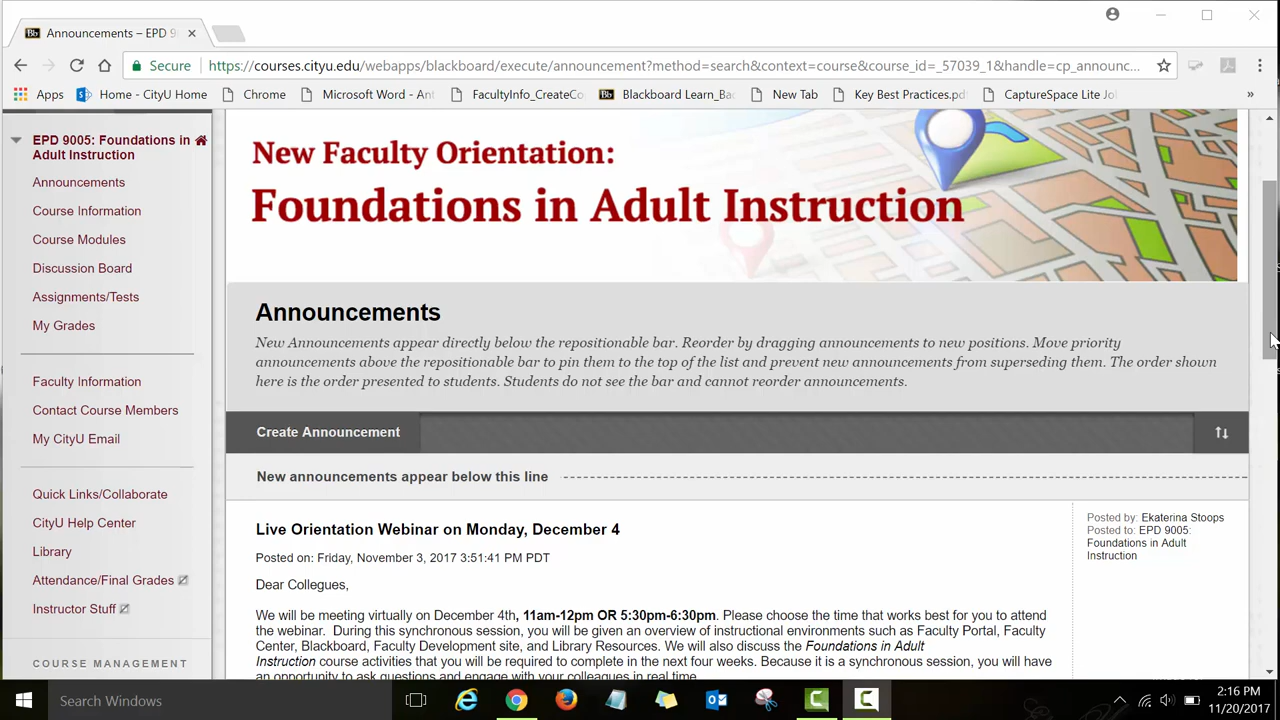 Announcements – EPD 9
Secure https://courses.cityu.edu/webapps/blackboard/execute/announcement?method=search&context=course&course_id=_57039_1&handle=cp_announc...
Apps Home - CityU Home Chrome Microsoft Word - Ant FacultyInfo_CreateCo Bb Blackboard Learn_Ba New Tab Key Best Practices.pd CaptureSpace Lite Jo »
EPD 9005: Foundations in
Adult Instruction
Announcements
Course Information
Course Modules
Discussion Board
Assignments/Tests
My Grades
Faculty Information
Contact Course Members
My CityU Email
Quick Links/Collaborate
CityU Help Center
Library
Attendance/Final Grades
Instructor Stuff
COURSE MANAGEMENT
New Faculty Orientation:
Foundations in Adult Instruction
Announcements
New Announcements appear directly below the repositionable bar. Reorder by dragging announcements to new positions. Move priority
announcements above the repositionable bar to pin them to the top of the list and prevent new announcements from superseding them. The order shown
here is the order presented to students. Students do not see the bar and cannot reorder announcements.
Create Announcement
New announcements appear below this line
Live Orientation Webinar on Monday, December 4
Posted on: Friday, November 3, 2017 3:51:41 PM PDT
Dear Collegues,
We will be meeting virtually on December 4th, 11am-12pm OR 5:30pm-6:30pm. Please choose the time that works best for you to attend
the webinar. During this synchronous session, you will be given an overview of instructional environments such as Faculty Portal, Faculty
Center, Blackboard, Faculty Development site, and Library Resources. We will also discuss the Foundations in Adult
Instruction course activities that you will be required to complete in the next four weeks. Because it is a synchronous session, you will have
an opportunity to ask questions and engage with your colleagues in real time.
Posted by: Ekaterina Stoops
Posted to: EPD 9005:
Foundations in Adult
Instruction
Search Windows
2:16 PM
11/20/2017